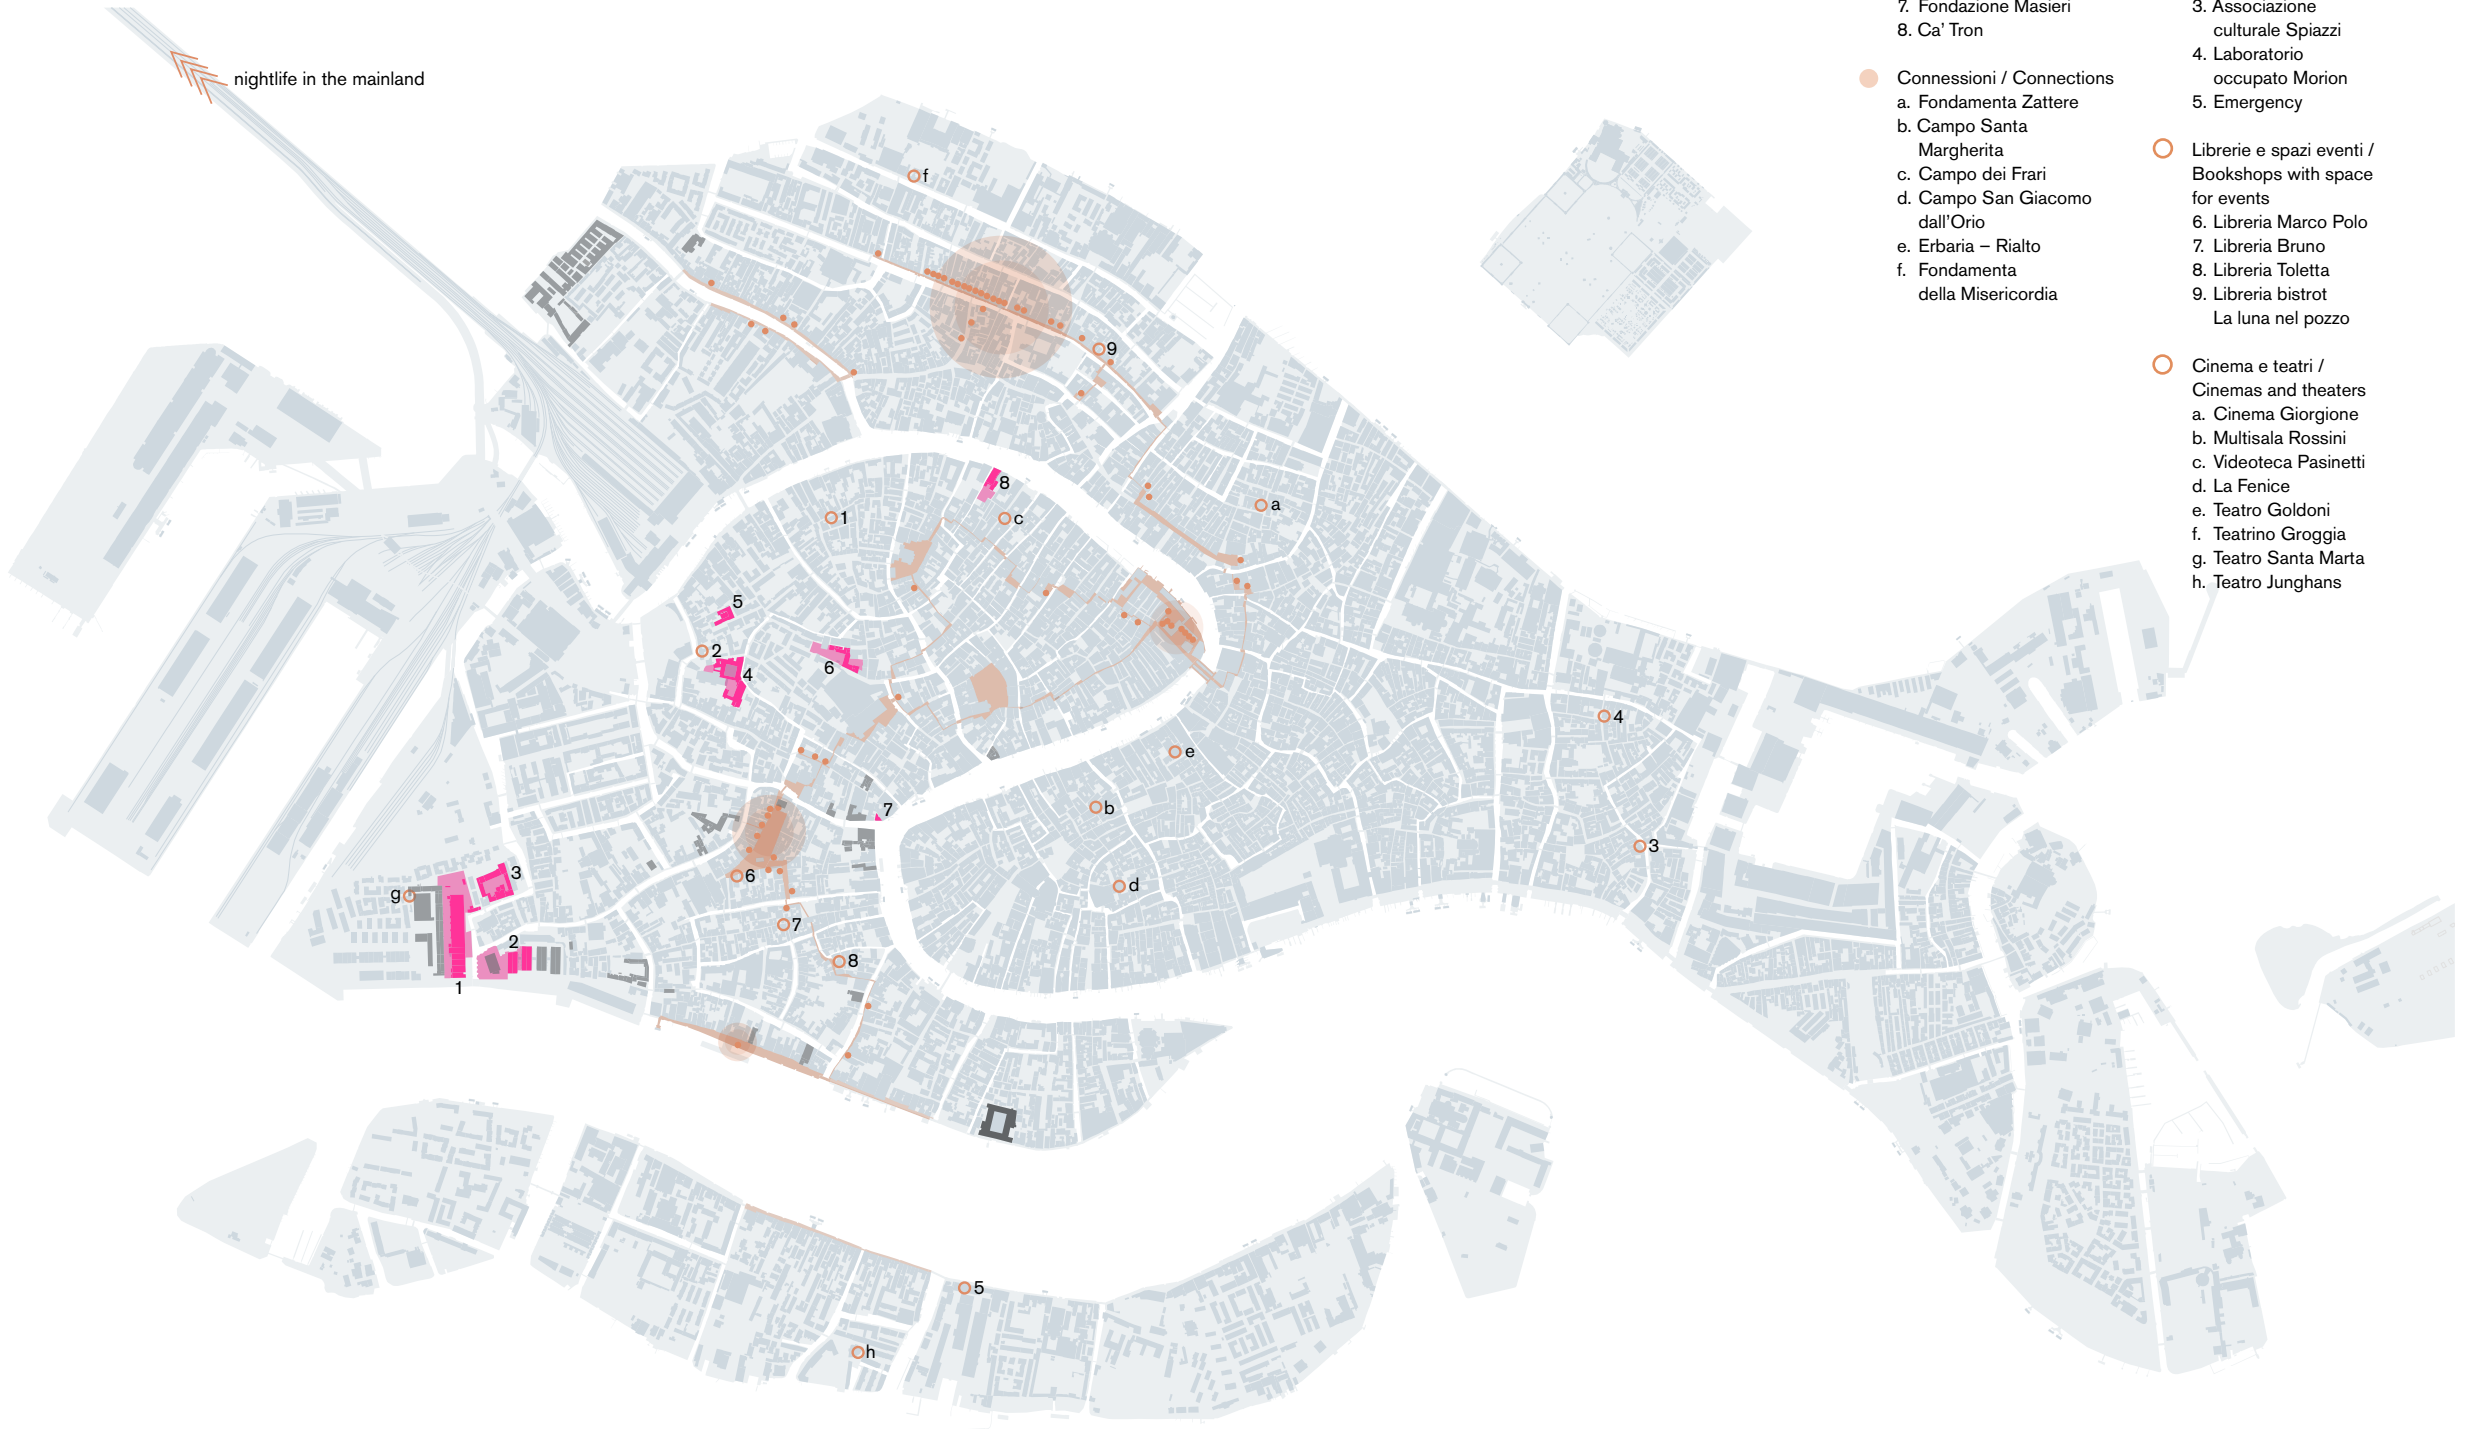 nightlife in the mainland
7. Fondazione Masieri
8. Ca' Tron
Connessioni / Connections
a. Fondamenta Zattere
b. Campo Santa
Margherita
c. Campo dei Frari
d. Campo San Giacomo
dall'Orio
e. Erbaria – Rialto
f. Fondamenta
della Misericordia
3. Associazione
culturale Spiazzi
4. Laboratorio
occupato Morion
5. Emergency
Librerie e spazi eventi /
Bookshops with space
for events
6. Libreria Marco Polo
7. Libreria Bruno
8. Libreria Toletta
9. Libreria bistrot
La luna nel pozzo
Cinema e teatri /
Cinemas and theaters
a. Cinema Giorgione
b. Multisala Rossini
c. Videoteca Pasinetti
d. La Fenice
e. Teatro Goldoni
f. Teatrino Groggia
g. Teatro Santa Marta
h. Teatro Junghans
f
9
8
1
c
a
5
2
4
6
4
e
b
7
3
3
6
d
g
7
2
8
1
5
h